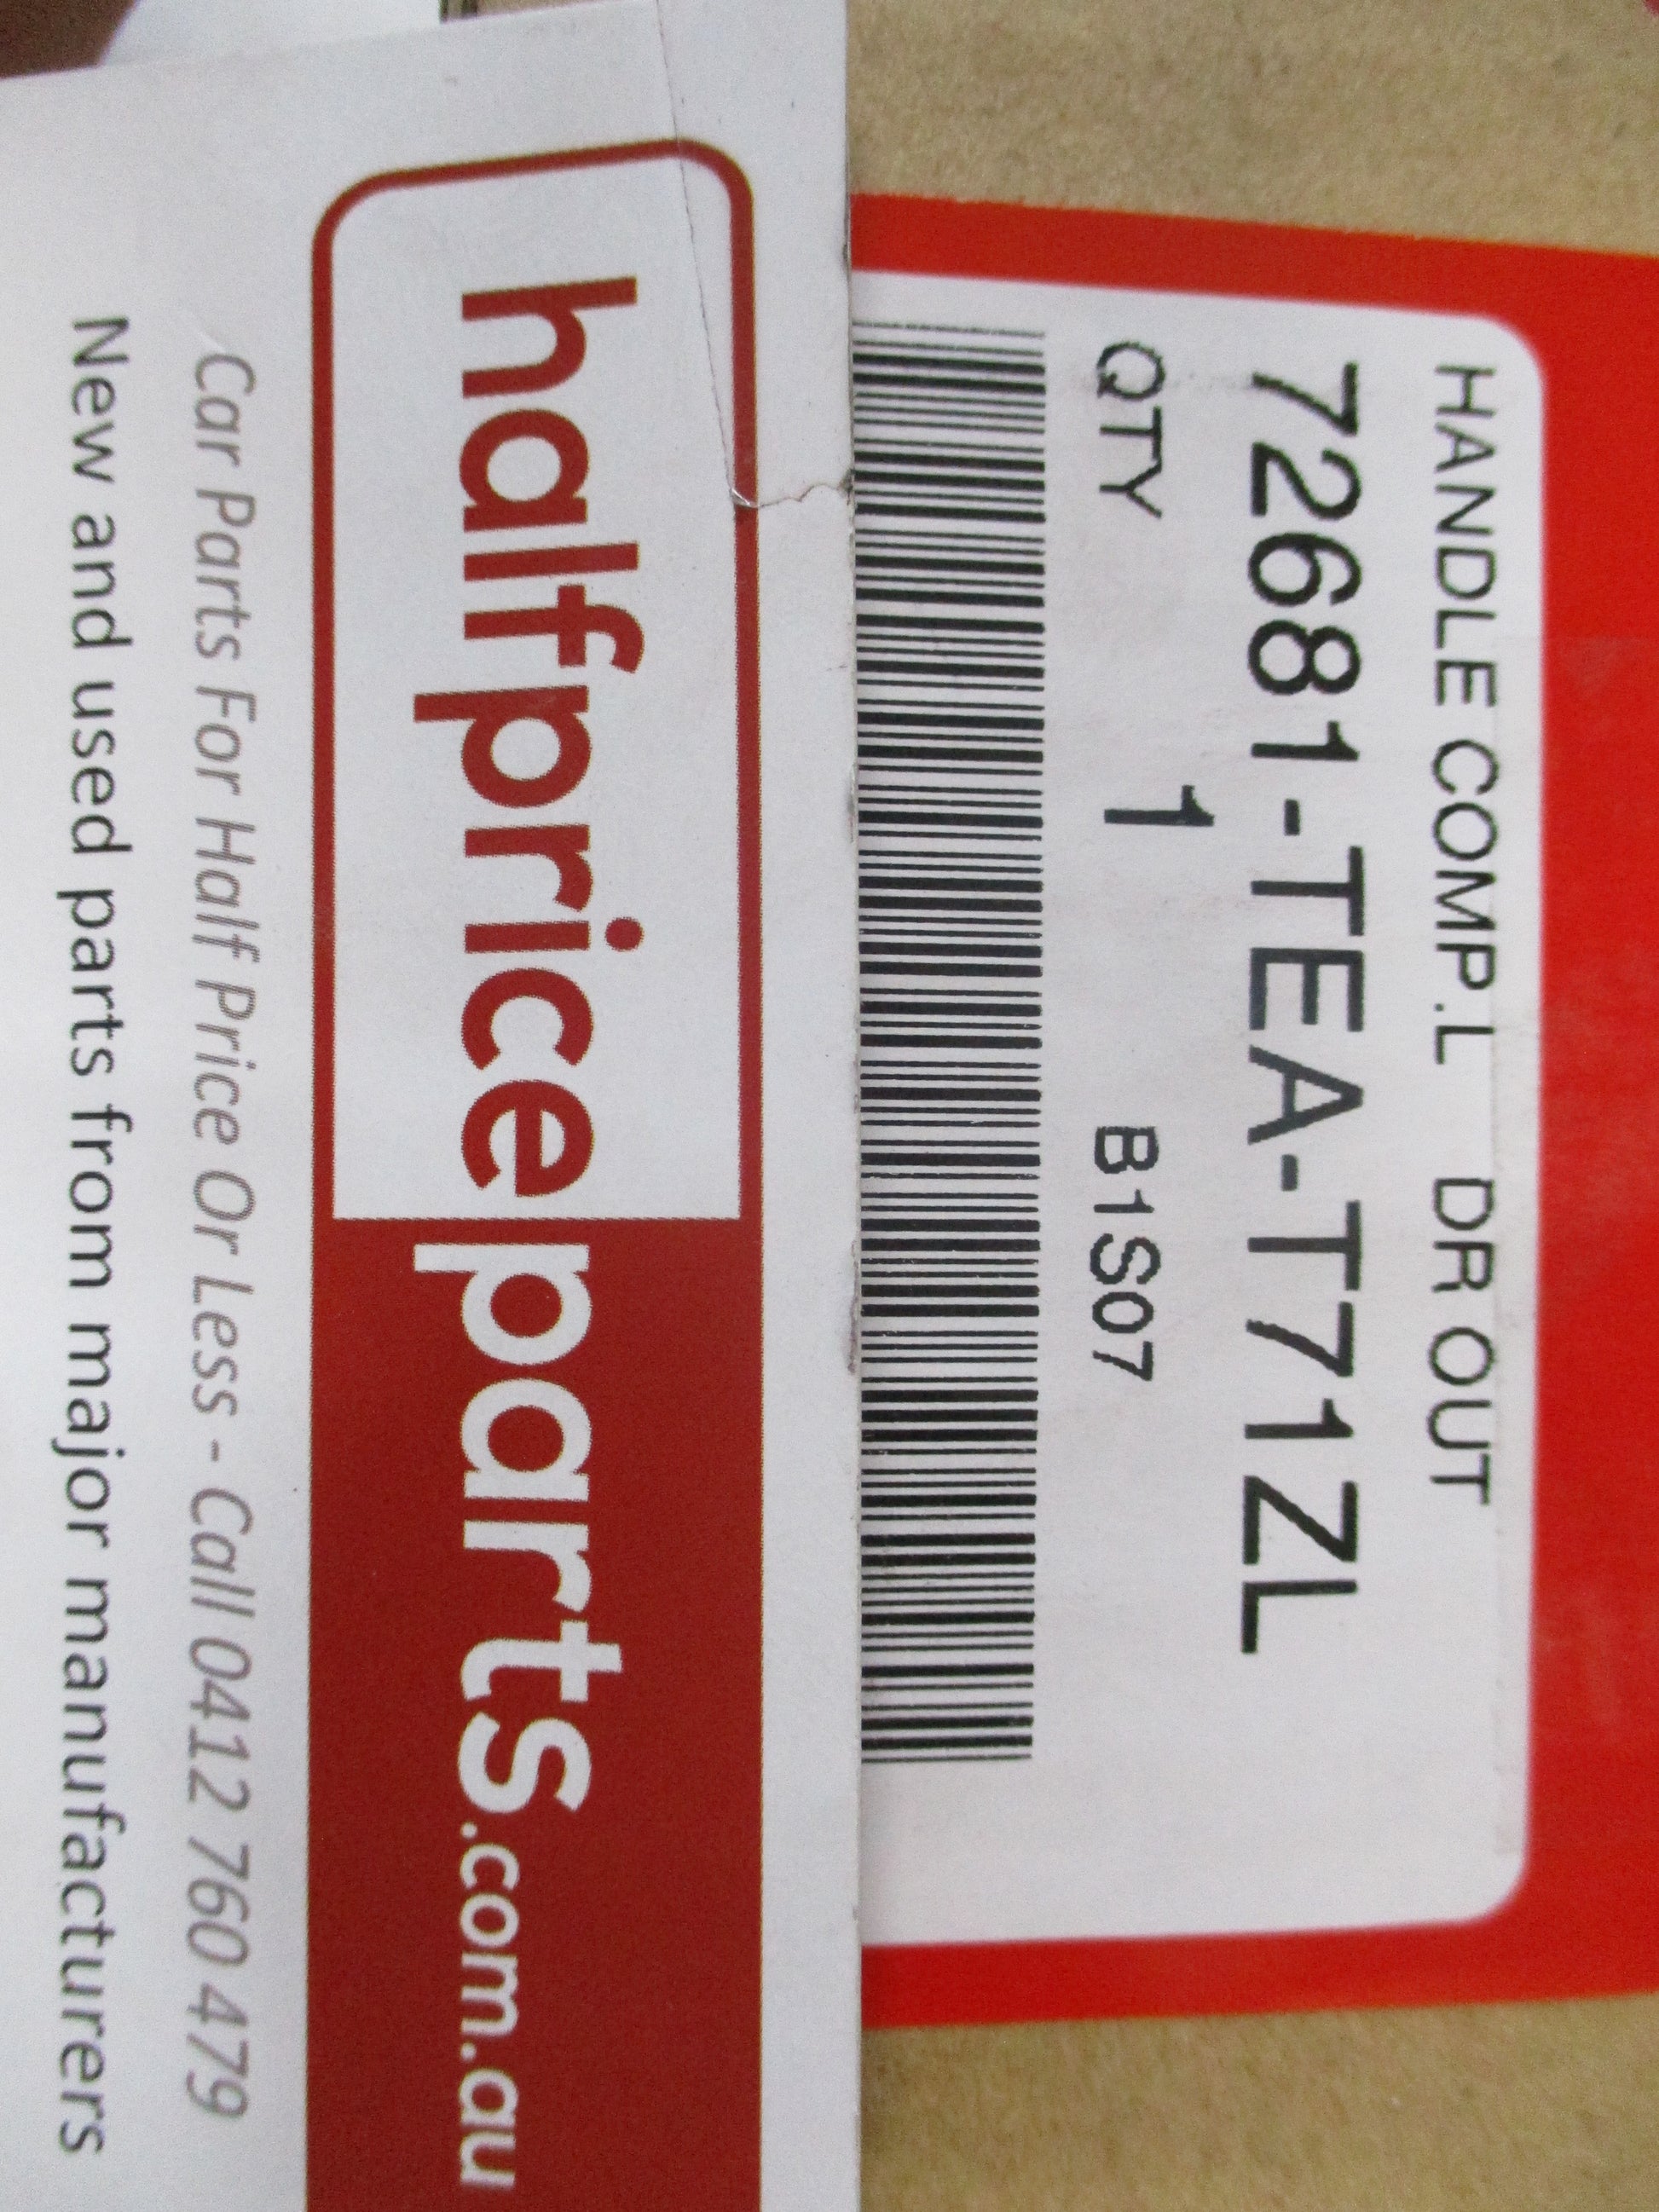 HANDLE COMP.L DR OUT
72681-TEA-T71ZL
QTY 1 B1S07
halfpriceparts.com.au
Car Parts For Half Price Or Less - Call 0412 760 479
New and used parts from major manufacturers